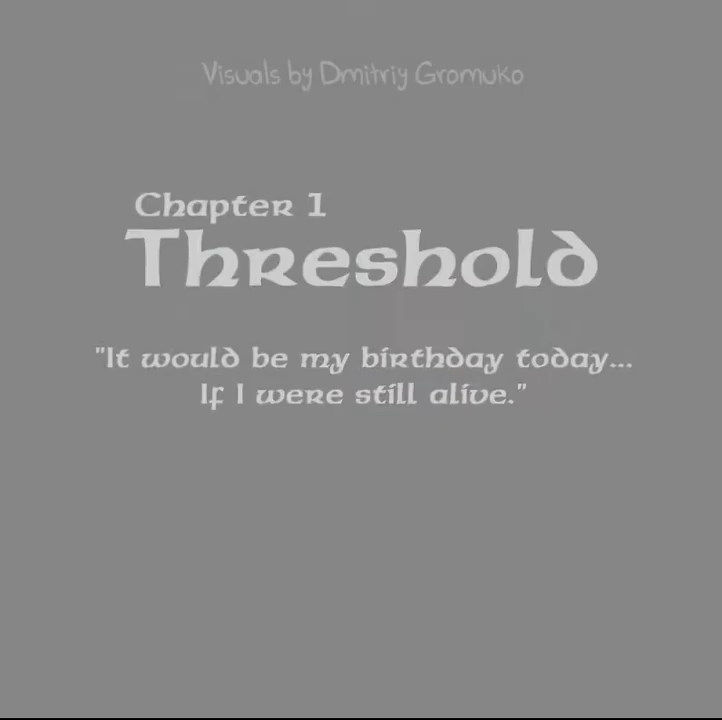 Visuals by Dmitriy Gromuko
Chapter 1
Threshold
"It would be my birthday today...
If I were still alive."